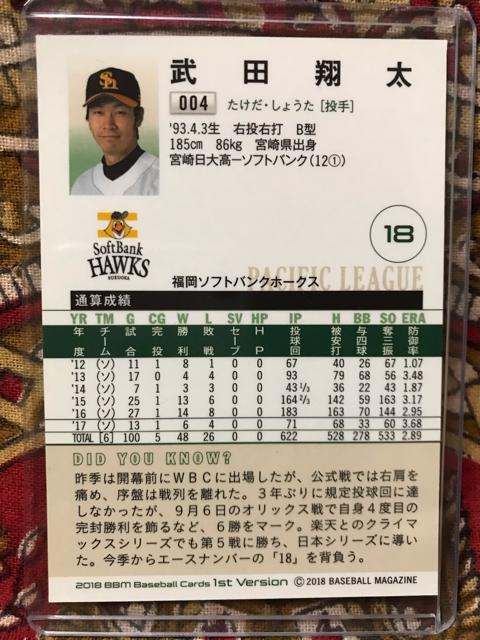 武田翔太
004 たけだ・しょうた [投手]
'93.4.3生 右投右打 B型
185cm 86kg 宮崎県出身
宮崎日大高ーソフトバンク(12①)
SH
SoftBank
HAWKS
FUKUOKA
18
PACIFIC LEAGUE
福岡ソフトバンクホークス
通算成績
YR TM G CG W L SV HP IP H BB SO ERA
年度 チーム 試合 完投 勝利 敗戦 セーブ HP 投球回 被安打 与四球 奪三振 防御率
'12 (ソ) 11 1 8 1 0 0 67 40 26 67 1.07
'13 (ソ) 17 0 4 4 0 0 93 79 68 56 3.48
'14 (ソ) 7 1 3 3 0 0 43 1/3 36 22 43 1.87
'15 (ソ) 25 1 13 6 0 0 164 2/3 142 59 163 3.17
'16 (ソ) 27 1 14 8 0 0 183 163 70 144 2.95
'17 (ソ) 13 1 6 4 0 0 71 68 33 60 3.68
TOTAL [6] 100 5 48 26 0 0 622 528 278 533 2.89
DID YOU KNOW?
昨季は開幕前にWBCに出場したが、公式戦では右肩を
痛め、序盤は戦列を離れた。3年ぶりに規定投球回に達
しなかったが、9月6日のオリックス戦で自身4度目の
完封勝利を飾るなど、6勝をマーク。楽天とのクライマ
ックスシリーズでも第5戦に勝ち、日本シリーズに導い
た。今季からエースナンバーの「18」を背負う。
2018 BBM Baseball Cards 1st Version ©2018 BASEBALL MAGAZINE